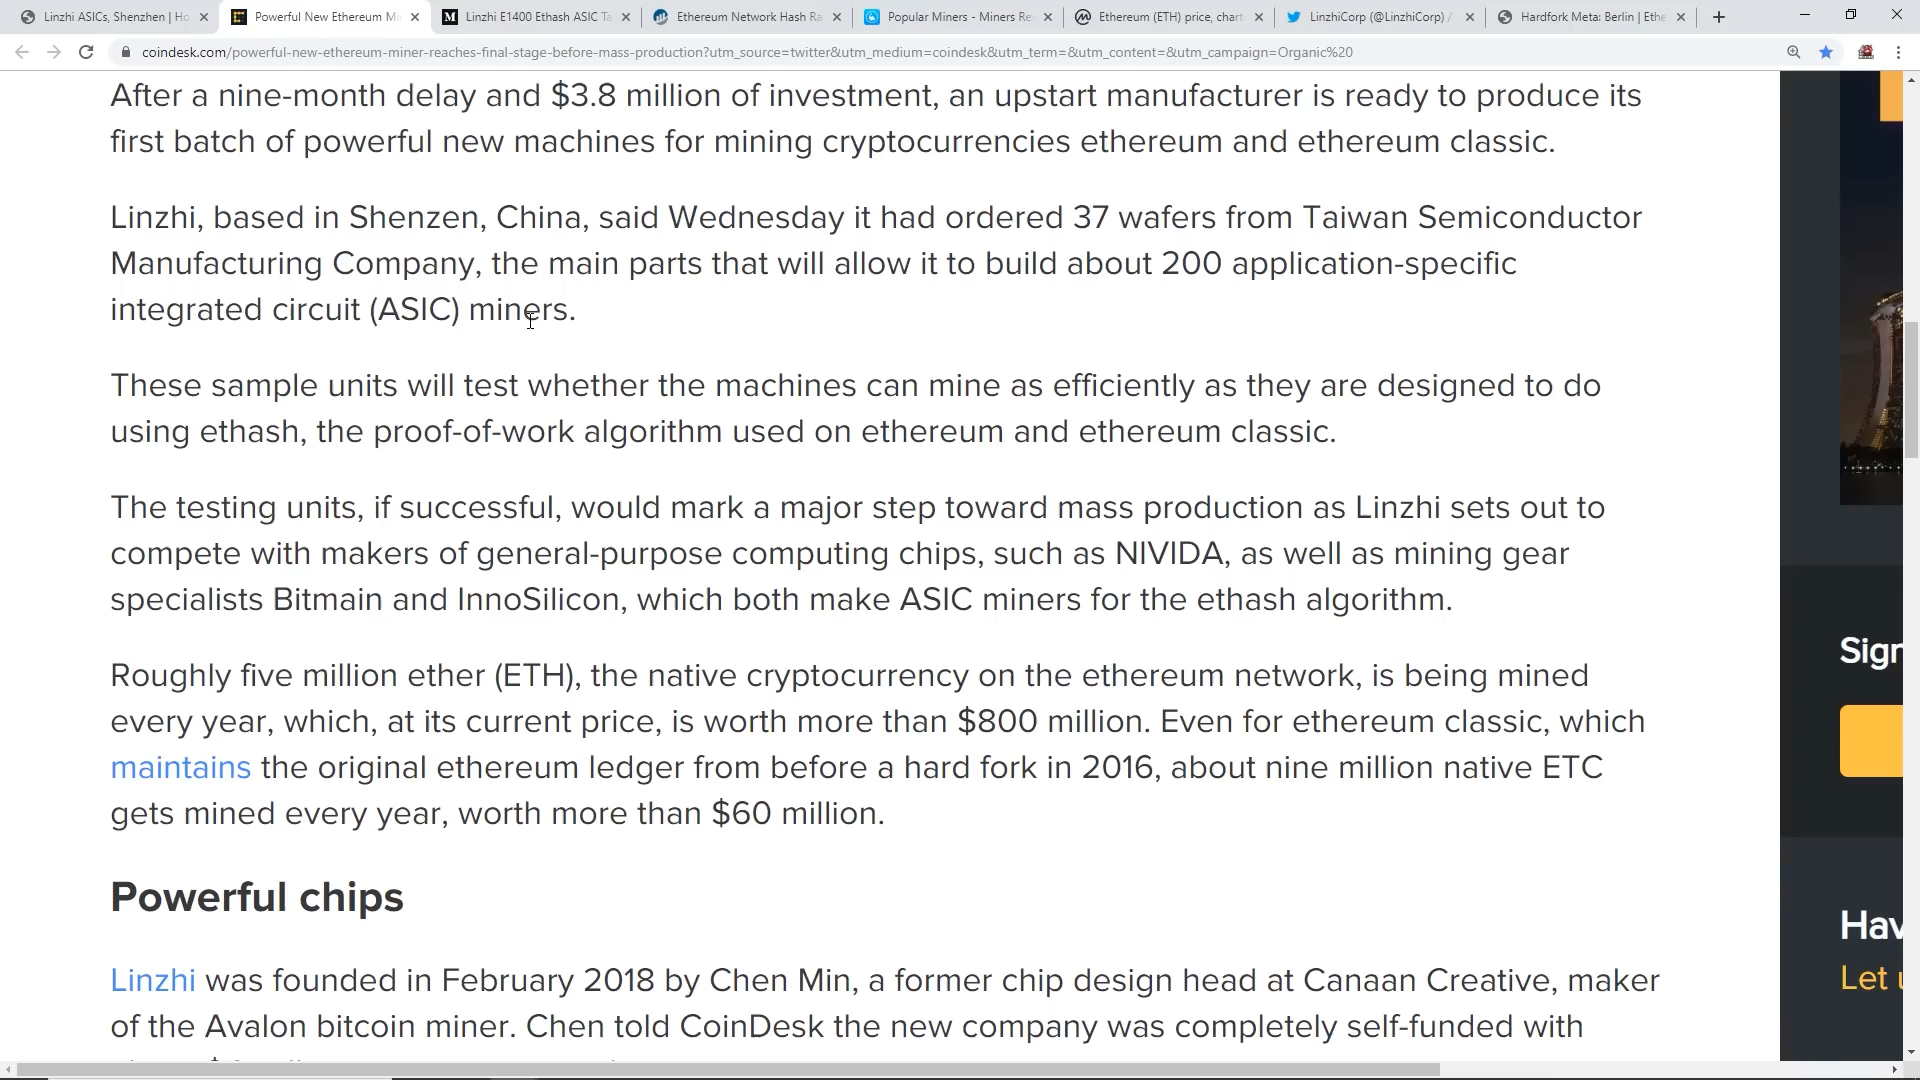 Linzhi ASICs, Shenzhen | Ho
Powerful New Ethereum Mi
Linzhi E1400 Ethash ASIC Ta
Ethereum Network Hash Ra
Popular Miners - Miners Re
Ethereum (ETH) price, chart
LinzhiCorp (@LinzhiCorp) /
Hardfork Meta: Berlin | Ethe
coindesk.com/powerful-new-ethereum-miner-reaches-final-stage-before-mass-production?utm_source=twitter&utm_medium=coindesk&utm_term=&utm_content=&utm_campaign=Organic%20
After a nine-month delay and $3.8 million of investment, an upstart manufacturer is ready to produce its
first batch of powerful new machines for mining cryptocurrencies ethereum and ethereum classic.
Linzhi, based in Shenzen, China, said Wednesday it had ordered 37 wafers from Taiwan Semiconductor
Manufacturing Company, the main parts that will allow it to build about 200 application-specific
integrated circuit (ASIC) miners.
These sample units will test whether the machines can mine as efficiently as they are designed to do
using ethash, the proof-of-work algorithm used on ethereum and ethereum classic.
The testing units, if successful, would mark a major step toward mass production as Linzhi sets out to
compete with makers of general-purpose computing chips, such as NIVIDA, as well as mining gear
specialists Bitmain and InnoSilicon, which both make ASIC miners for the ethash algorithm.
Roughly five million ether (ETH), the native cryptocurrency on the ethereum network, is being mined
every year, which, at its current price, is worth more than $800 million. Even for ethereum classic, which
maintains the original ethereum ledger from before a hard fork in 2016, about nine million native ETC
gets mined every year, worth more than $60 million.
Powerful chips
Linzhi was founded in February 2018 by Chen Min, a former chip design head at Canaan Creative, maker
of the Avalon bitcoin miner. Chen told CoinDesk the new company was completely self-funded with
Sign
Hav
Let u